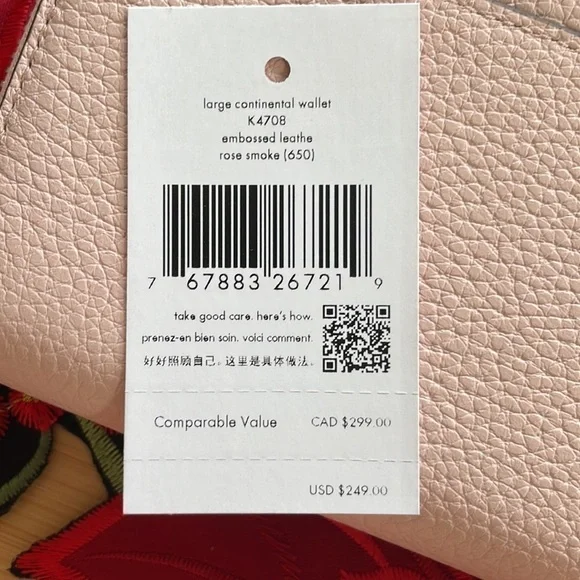 large continental wallet
K4708
embossed leathe
rose smoke (650)
7 67883 26721 9
take good care. here's how.
prenez-en bien soin. voici comment.
好好照顾自己。这里是具体做法。
Comparable Value CAD $299.00
USD $249.00